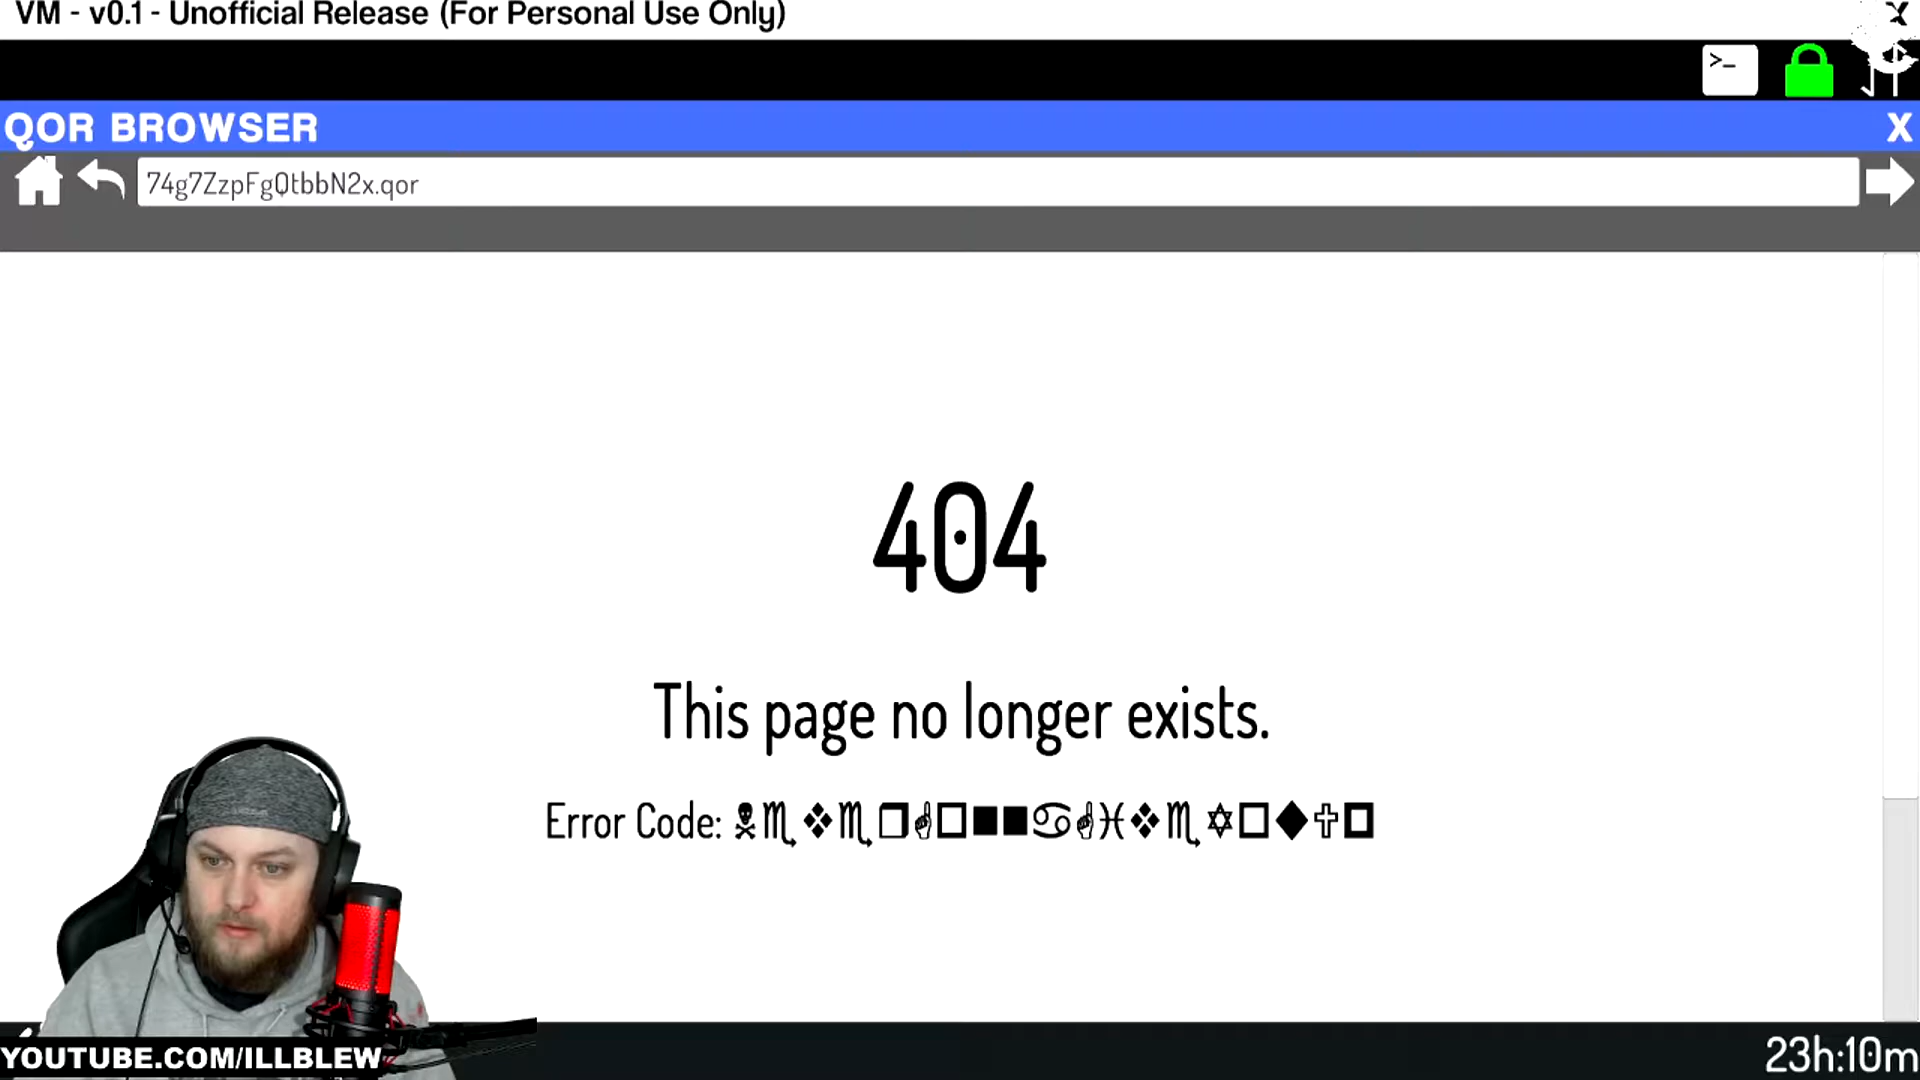 VM - v0.1 - Unofficial Release (For Personal Use Only)
X
>_
QOR BROWSER
X
74g7ZzpFgQtbbN2x.qor
404
This page no longer exists.
Error Code: ☠♏❖♏❒☝□■■♋☝♓❖♏✡□⬥✞◘
YOUTUBE.COM/ILLBLEW
23h:10m